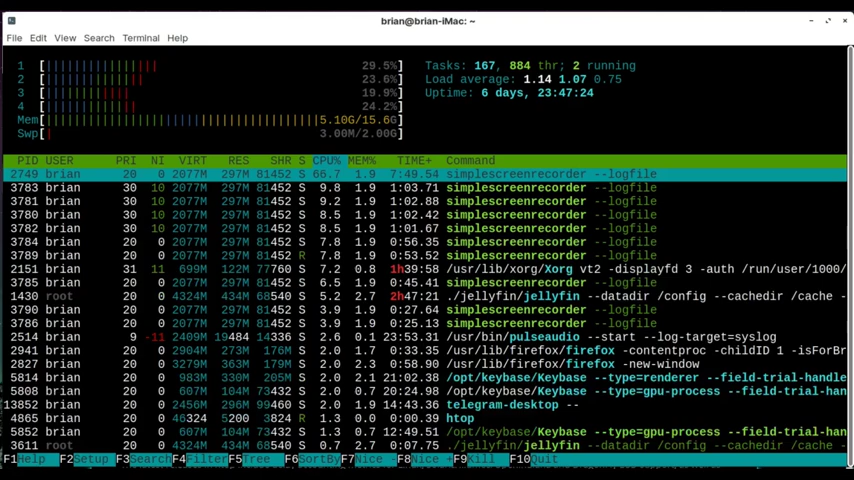 brian@brian-iMac: ~
File Edit View Search Terminal Help
1 [|||||||||||||||||| 29.5%] Tasks: 167, 884 thr; 2 running
2 [|||||||||||||||| 23.6%] Load average: 1.14 1.07 0.75
3 [|||||||||||||| 19.9%] Uptime: 6 days, 23:47:24
4 [||||||||||||||| 24.2%]
Mem[||||||||||||||||||||||||||||||||||||||||||||5.10G/15.6G]
Swp[| 3.00M/2.00G]
PID USER PRI NI VIRT RES SHR S CPU% MEM% TIME+ Command
2749 brian 20 0 2077M 297M 81452 S 66.7 1.9 7:49.54 simplescreenrecorder --logfile
3783 brian 30 10 2077M 297M 81452 S 9.8 1.9 1:03.71 simplescreenrecorder --logfile
3781 brian 30 10 2077M 297M 81452 S 9.2 1.9 1:02.88 simplescreenrecorder --logfile
3780 brian 30 10 2077M 297M 81452 S 8.5 1.9 1:02.42 simplescreenrecorder --logfile
3782 brian 30 10 2077M 297M 81452 S 8.5 1.9 1:01.67 simplescreenrecorder --logfile
3784 brian 20 0 2077M 297M 81452 S 7.8 1.9 0:56.35 simplescreenrecorder --logfile
3789 brian 20 0 2077M 297M 81452 R 7.8 1.9 0:53.52 simplescreenrecorder --logfile
2151 brian 31 11 699M 122M 77760 S 7.2 0.8 1h39:58 /usr/lib/xorg/Xorg vt2 -displayfd 3 -auth /run/user/1000/
3785 brian 20 0 2077M 297M 81452 S 6.5 1.9 0:45.41 simplescreenrecorder --logfile
1430 root 20 0 4324M 434M 68540 S 5.2 2.7 2h47:21 ./jellyfin/jellyfin --datadir /config --cachedir /cache -
3790 brian 20 0 2077M 297M 81452 S 3.9 1.9 0:27.64 simplescreenrecorder --logfile
3786 brian 20 0 2077M 297M 81452 S 3.9 1.9 0:25.13 simplescreenrecorder --logfile
2514 brian 9 -11 2409M 19484 14336 S 2.6 0.1 23:53.31 /usr/bin/pulseaudio --start --log-target=syslog
2941 brian 20 0 2904M 273M 176M S 2.0 1.7 0:33.35 /usr/lib/firefox/firefox -contentproc -childID 1 -isForBr
2827 brian 20 0 3279M 363M 179M S 2.0 2.3 0:58.90 /usr/lib/firefox/firefox -new-window
5814 brian 20 0 983M 330M 205M S 2.0 2.1 21:02.38 /opt/keybase/Keybase --type=renderer --field-trial-handle
5808 brian 20 0 607M 104M 73432 S 2.0 0.7 20:24.98 /opt/keybase/Keybase --type=gpu-process --field-trial-han
13852 brian 20 0 2456M 296M 99460 S 2.0 1.9 14:43.36 telegram-desktop --
4865 brian 20 0 46324 5200 3824 R 1.3 0.0 0:00.39 htop
5852 brian 20 0 607M 104M 73432 S 1.3 0.7 12:49.51 /opt/keybase/Keybase --type=gpu-process --field-trial-han
3611 root 20 0 4324M 434M 68540 S 0.7 2.7 0:07.75 ./jellyfin/jellyfin --datadir /config --cachedir /cache -
F1Help F2Setup F3SearchF4FilterF5Tree F6SortByF7Nice -F8Nice +F9Kill F10Quit